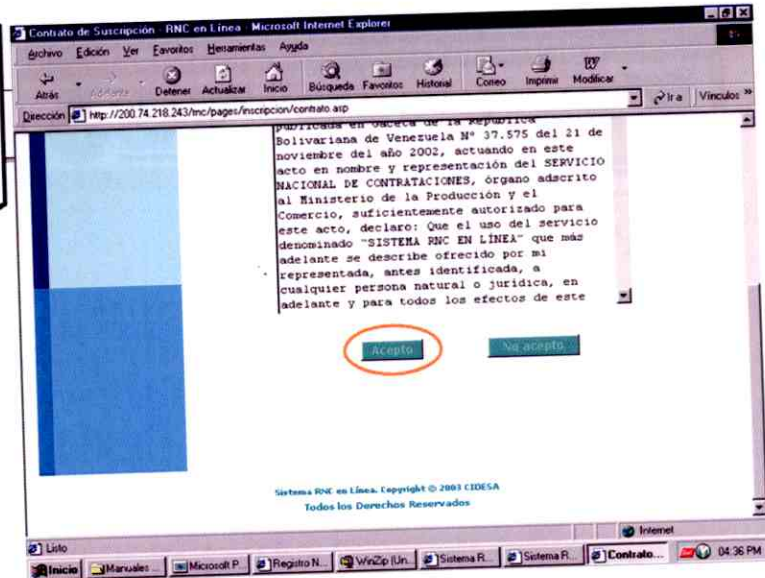 Contrato de Suscripción - RNC en Línea - Microsoft Internet Explorer
Archivo Edición Ver Favoritos Herramientas Ayuda
Atrás Adelante Detener Actualizar Inicio Búsqueda Favoritos Historial Correo Imprimir Modificar
Dirección http://200.74.218.243/rnc/pages/inscripcion/contrato.asp Ir a Vínculos »
publicada en Gaceta de la República
Bolivariana de Venezuela Nº 37.575 del 21 de
noviembre del año 2002, actuando en este
acto en nombre y representación del SERVICIO
NACIONAL DE CONTRATACIONES, órgano adscrito
al Ministerio de la Producción y el
Comercio, suficientemente autorizado para
este acto, declaro: Que el uso del servicio
denominado "SISTEMA RNC EN LÍNEA" que más
adelante se describe ofrecido por mi
representada, antes identificada, a
cualquier persona natural o jurídica, en
adelante y para todos los efectos de este
Acepto No acepto
Sistema RNC en Línea. Copyright © 2003 CIDESA
Todos los Derechos Reservados
Listo Internet
Inicio Manuales ... Microsoft P... Registro N... WinZip (Un... Sistema R... Sistema R... Contrato... 04:36 PM